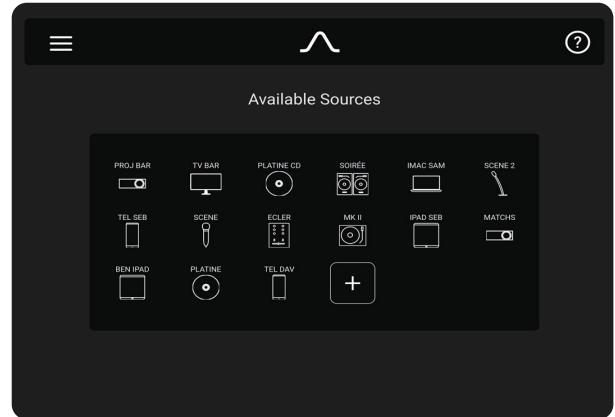 ?
Available Sources
PROJ BAR TV BAR PLATINE CD SOIRÉE IMAC SAM SCENE 2
TEL SEB SCENE ECLER MK II IPAD SEB MATCHS
BEN IPAD PLATINE TEL DAV +